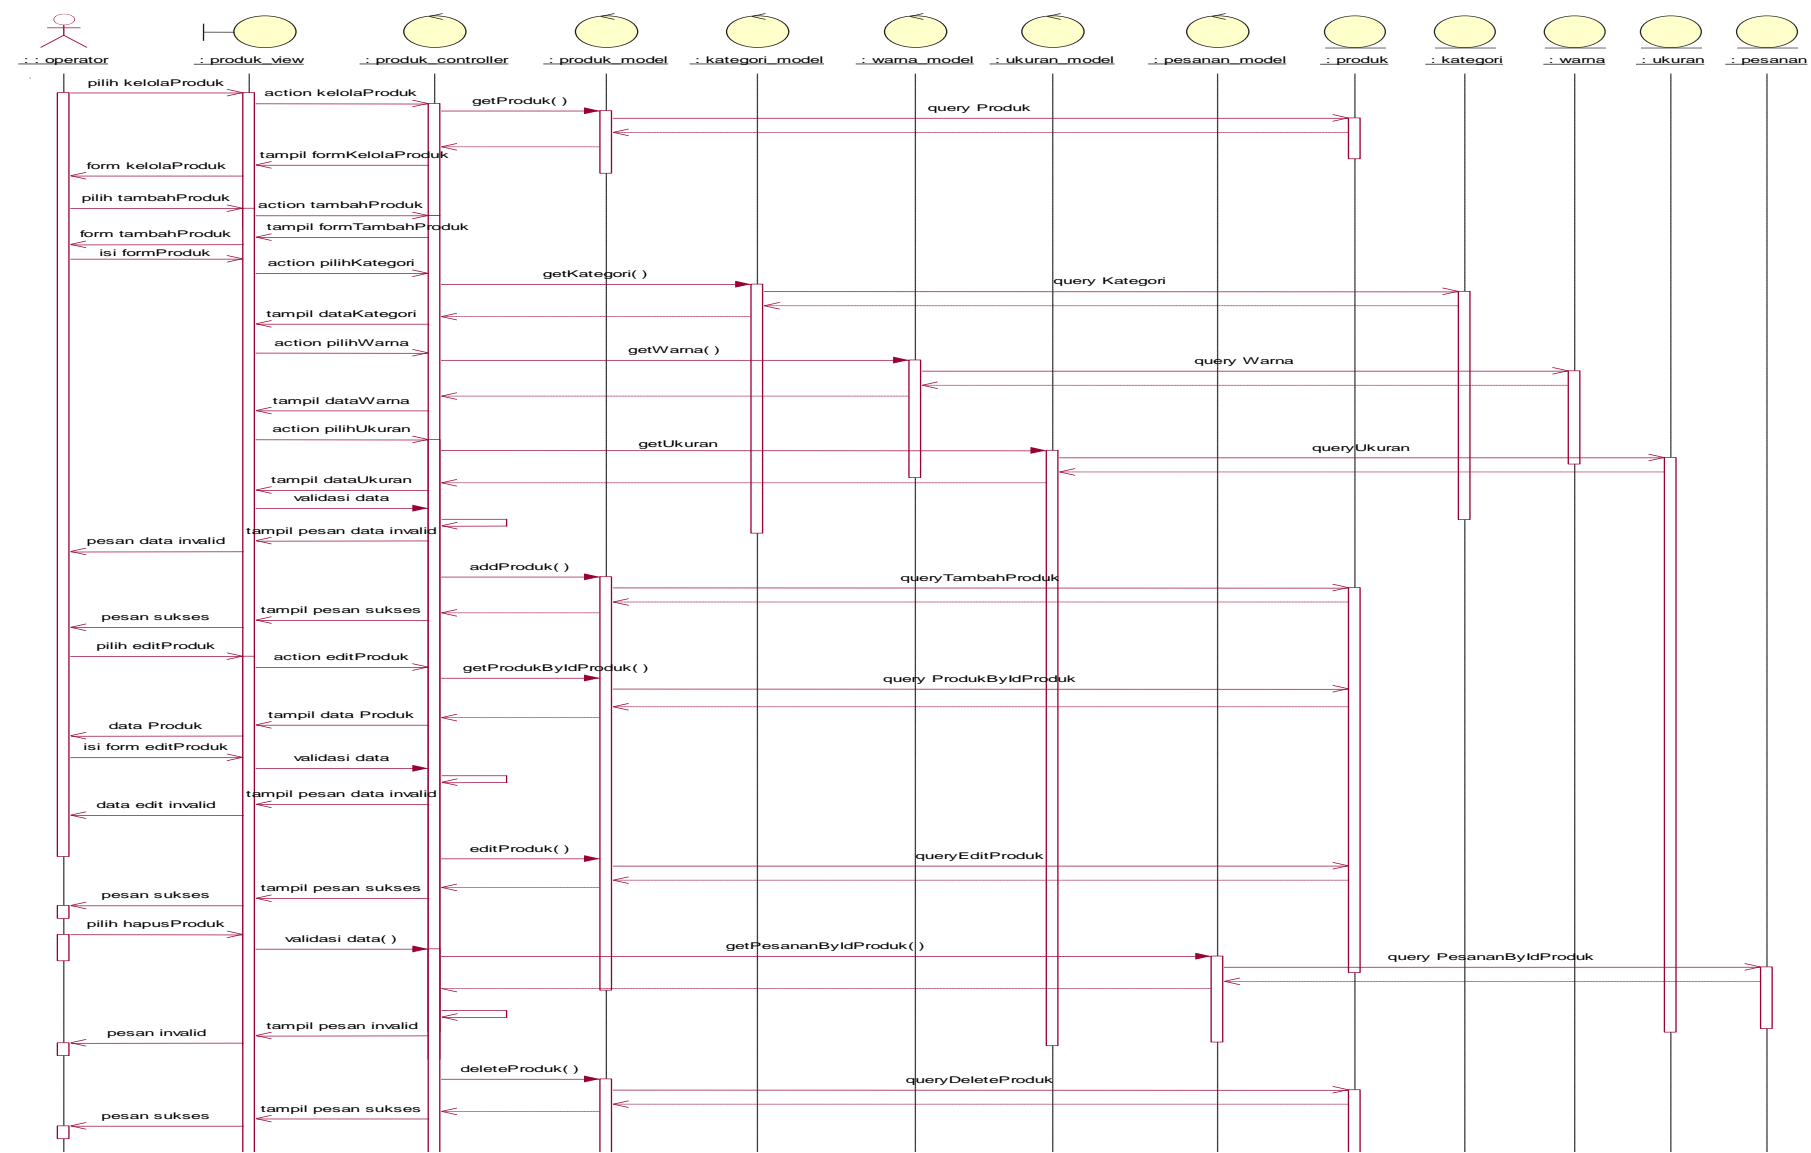 : : operator
: produk_view
: produk_controller
: produk_model
: kategori_model
: warna_model
: ukuran_model
: pesanan_model
: produk
: kategori
: warna
: ukuran
: pesanan
pilih kelolaProduk
action kelolaProduk
getProduk( )
query Produk
tampil formKelolaProduk
form kelolaProduk
pilih tambahProduk
action tambahProduk
tampil formTambahProduk
form tambahProduk
isi formProduk
action pilihKategori
getKategori( )
query Kategori
tampil dataKategori
action pilihWarna
getWarna( )
query Warna
tampil dataWarna
action pilihUkuran
getUkuran
queryUkuran
tampil dataUkuran
validasi data
tampil pesan data invalid
pesan data invalid
addProduk( )
queryTambahProduk
tampil pesan sukses
pesan sukses
pilih editProduk
action editProduk
getProdukByIdProduk( )
query ProdukByIdProduk
tampil data Produk
data Produk
isi form editProduk
validasi data
tampil pesan data invalid
data edit invalid
editProduk( )
queryEditProduk
tampil pesan sukses
pesan sukses
pilih hapusProduk
validasi data( )
getPesananByIdProduk( )
query PesananByIdProduk
tampil pesan invalid
pesan invalid
deleteProduk( )
queryDeleteProduk
tampil pesan sukses
pesan sukses